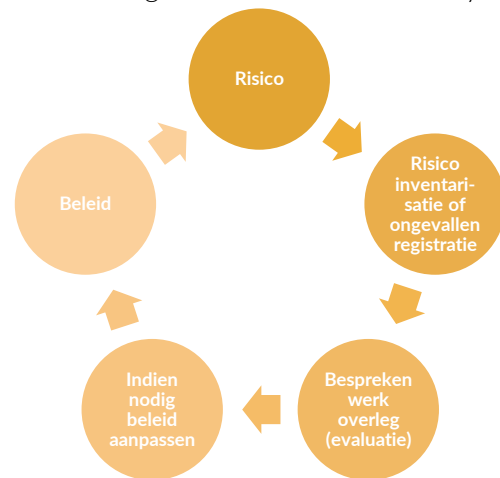 Risico
Risico
inventari-
satie of
ongevallen
registratie
Bespreken
werk
overleg
(evaluatie)
Indien
nodig
beleid
aanpassen
Beleid